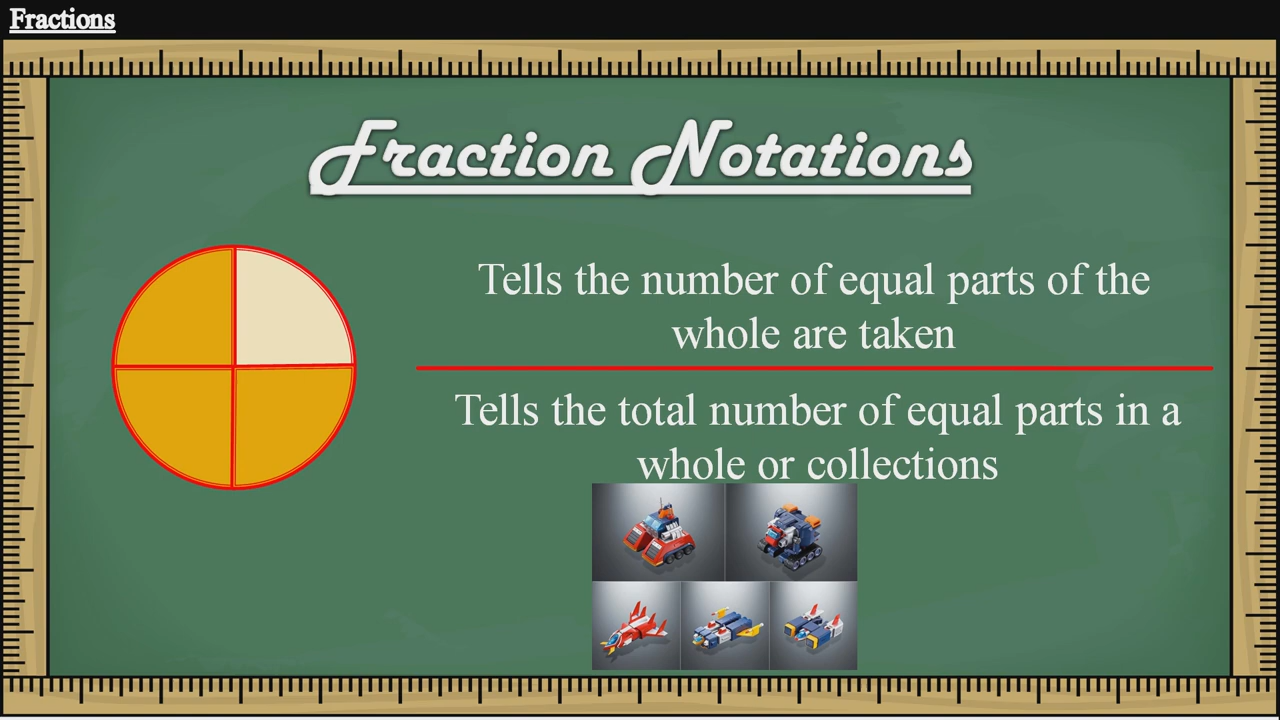 Fractions
Fraction Notations
Tells the number of equal parts of the
whole are taken
Tells the total number of equal parts in a
whole or collections